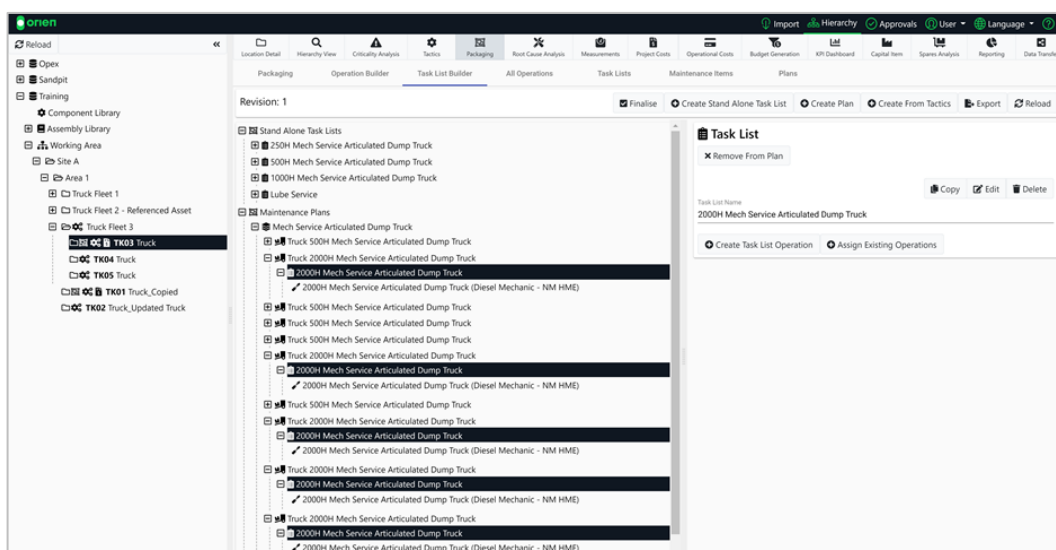 orien
Import Hierarchy Approvals User Language
Reload
Opex
Sandpit
Training
Component Library
Assembly Library
Working Area
Site A
Area 1
Truck Fleet 1
Truck Fleet 2 - Referenced Asset
Truck Fleet 3
TK03 Truck
TK04 Truck
TK05 Truck
TK01 Truck_Copied
TK02 Truck_Updated Truck
Location Detail Hierarchy View Criticality Analysis Tactics Packaging Root Cause Analysis Measurements Project Costs Operational Costs Budget Generation KPI Dashboard Capital Item Spares Analysis Reporting Data Transfe
Packaging Operation Builder Task List Builder All Operations Task Lists Maintenance Items Plans
Revision: 1
Finalise Create Stand Alone Task List Create Plan Create From Tactics Export Reload
Stand Alone Task Lists
250H Mech Service Articulated Dump Truck
500H Mech Service Articulated Dump Truck
1000H Mech Service Articulated Dump Truck
Lube Service
Maintenance Plans
Mech Service Articulated Dump Truck
Truck 500H Mech Service Articulated Dump Truck
Truck 2000H Mech Service Articulated Dump Truck
2000H Mech Service Articulated Dump Truck
2000H Mech Service Articulated Dump Truck (Diesel Mechanic - NM HME)
Truck 500H Mech Service Articulated Dump Truck
Truck 500H Mech Service Articulated Dump Truck
Truck 500H Mech Service Articulated Dump Truck
Truck 2000H Mech Service Articulated Dump Truck
2000H Mech Service Articulated Dump Truck
2000H Mech Service Articulated Dump Truck (Diesel Mechanic - NM HME)
Truck 500H Mech Service Articulated Dump Truck
Truck 2000H Mech Service Articulated Dump Truck
2000H Mech Service Articulated Dump Truck
2000H Mech Service Articulated Dump Truck (Diesel Mechanic - NM HME)
Truck 2000H Mech Service Articulated Dump Truck
2000H Mech Service Articulated Dump Truck
2000H Mech Service Articulated Dump Truck (Diesel Mechanic - NM HME)
Truck 2000H Mech Service Articulated Dump Truck
2000H Mech Service Articulated Dump Truck
2000H Mech Service Articulated Dump Truck (Diesel Mechanic - NM HME)
Task List
Remove From Plan
Copy Edit Delete
Task List Name
2000H Mech Service Articulated Dump Truck
Create Task List Operation Assign Existing Operations